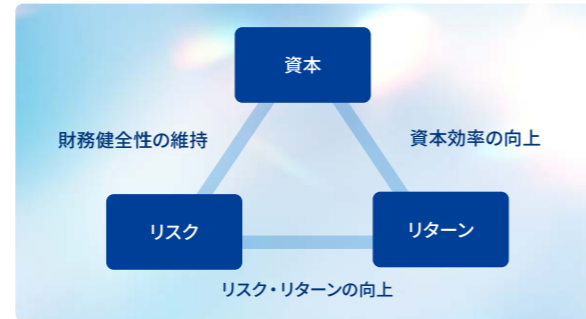 資本
財務健全性の維持
資本効率の向上
リスク
リターン
リスク・リターンの向上